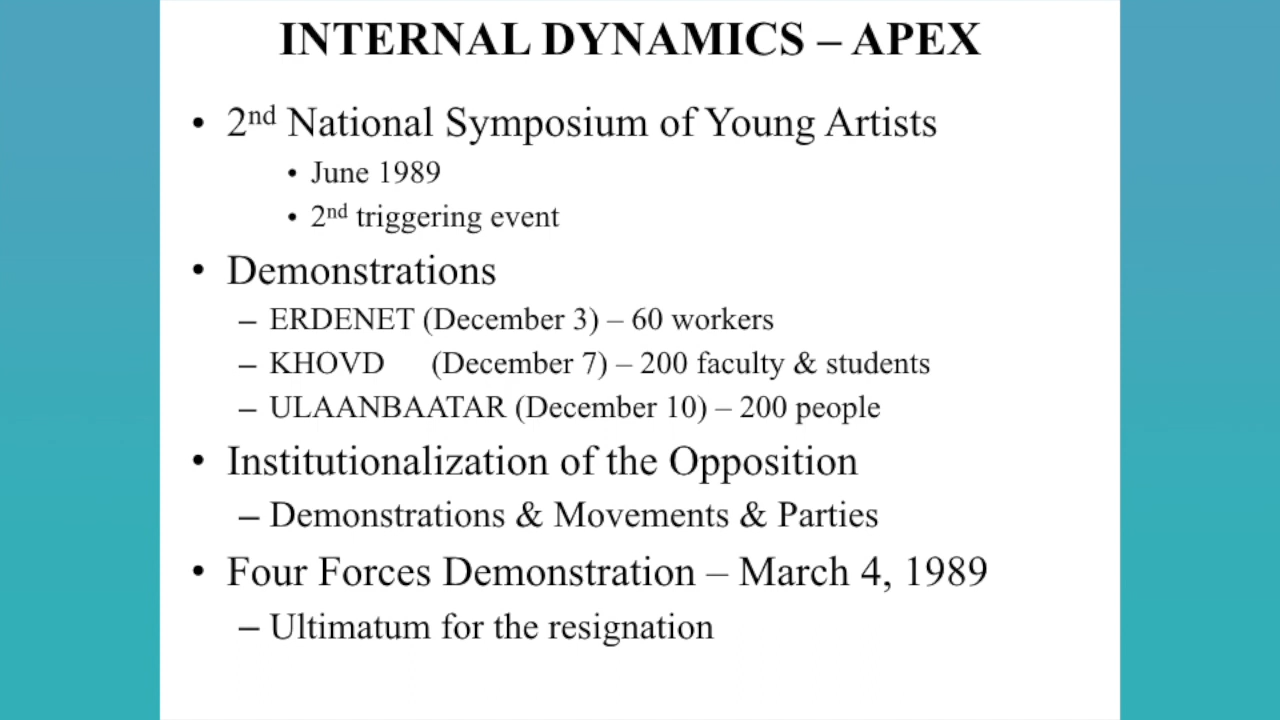 INTERNAL DYNAMICS – APEX
• 2nd National Symposium of Young Artists
• June 1989
• 2nd triggering event
• Demonstrations
– ERDENET (December 3) – 60 workers
– KHOVD (December 7) – 200 faculty & students
– ULAANBAATAR (December 10) – 200 people
• Institutionalization of the Opposition
– Demonstrations & Movements & Parties
• Four Forces Demonstration – March 4, 1989
– Ultimatum for the resignation